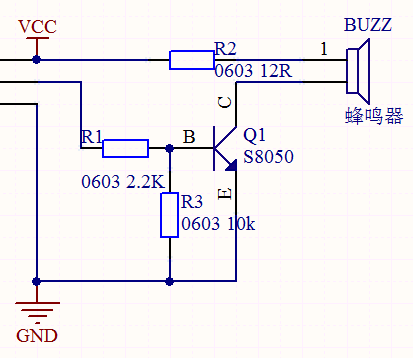 VCC
BUZZ
R2
1
0603 12R
蜂鸣器
C
R1
B
Q1
S8050
0603 2.2K
E
R3
0603 10k
GND